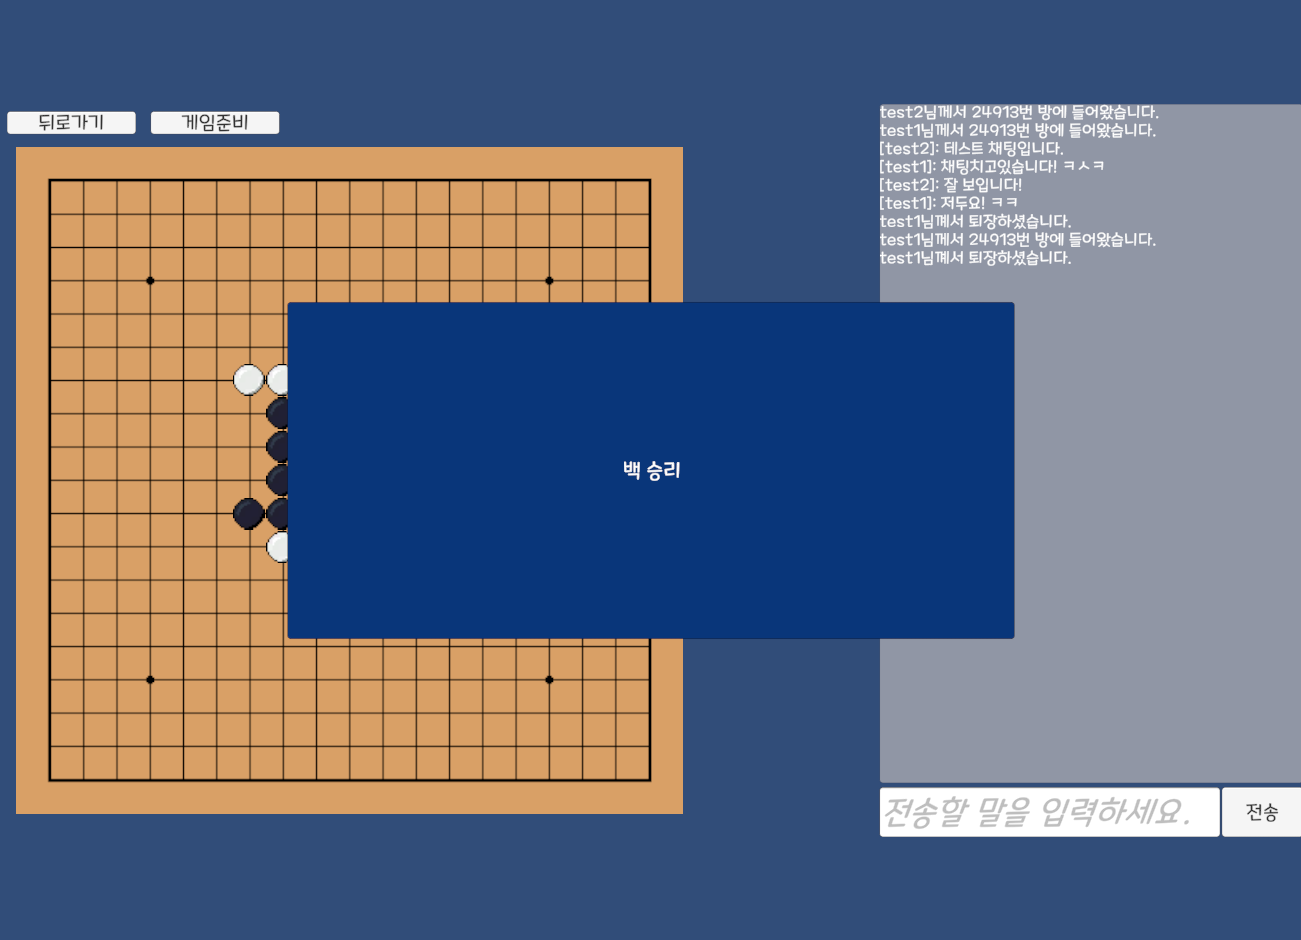 뒤로가기
게임준비
test2님께서 24913번 방에 들어왔습니다.
test1님께서 24913번 방에 들어왔습니다.
[test2]: 테스트 채팅입니다.
[test1]: 채팅치고있습니다! ㅋㅅㅋ
[test2]: 잘 보입니다!
[test1]: 저두요! ㅋㅋ
test1님꼐서 퇴장하셨습니다.
test1님께서 24913번 방에 들어왔습니다.
test1님꼐서 퇴장하셨습니다.
백 승리
전송할 말을 입력하세요.
전송